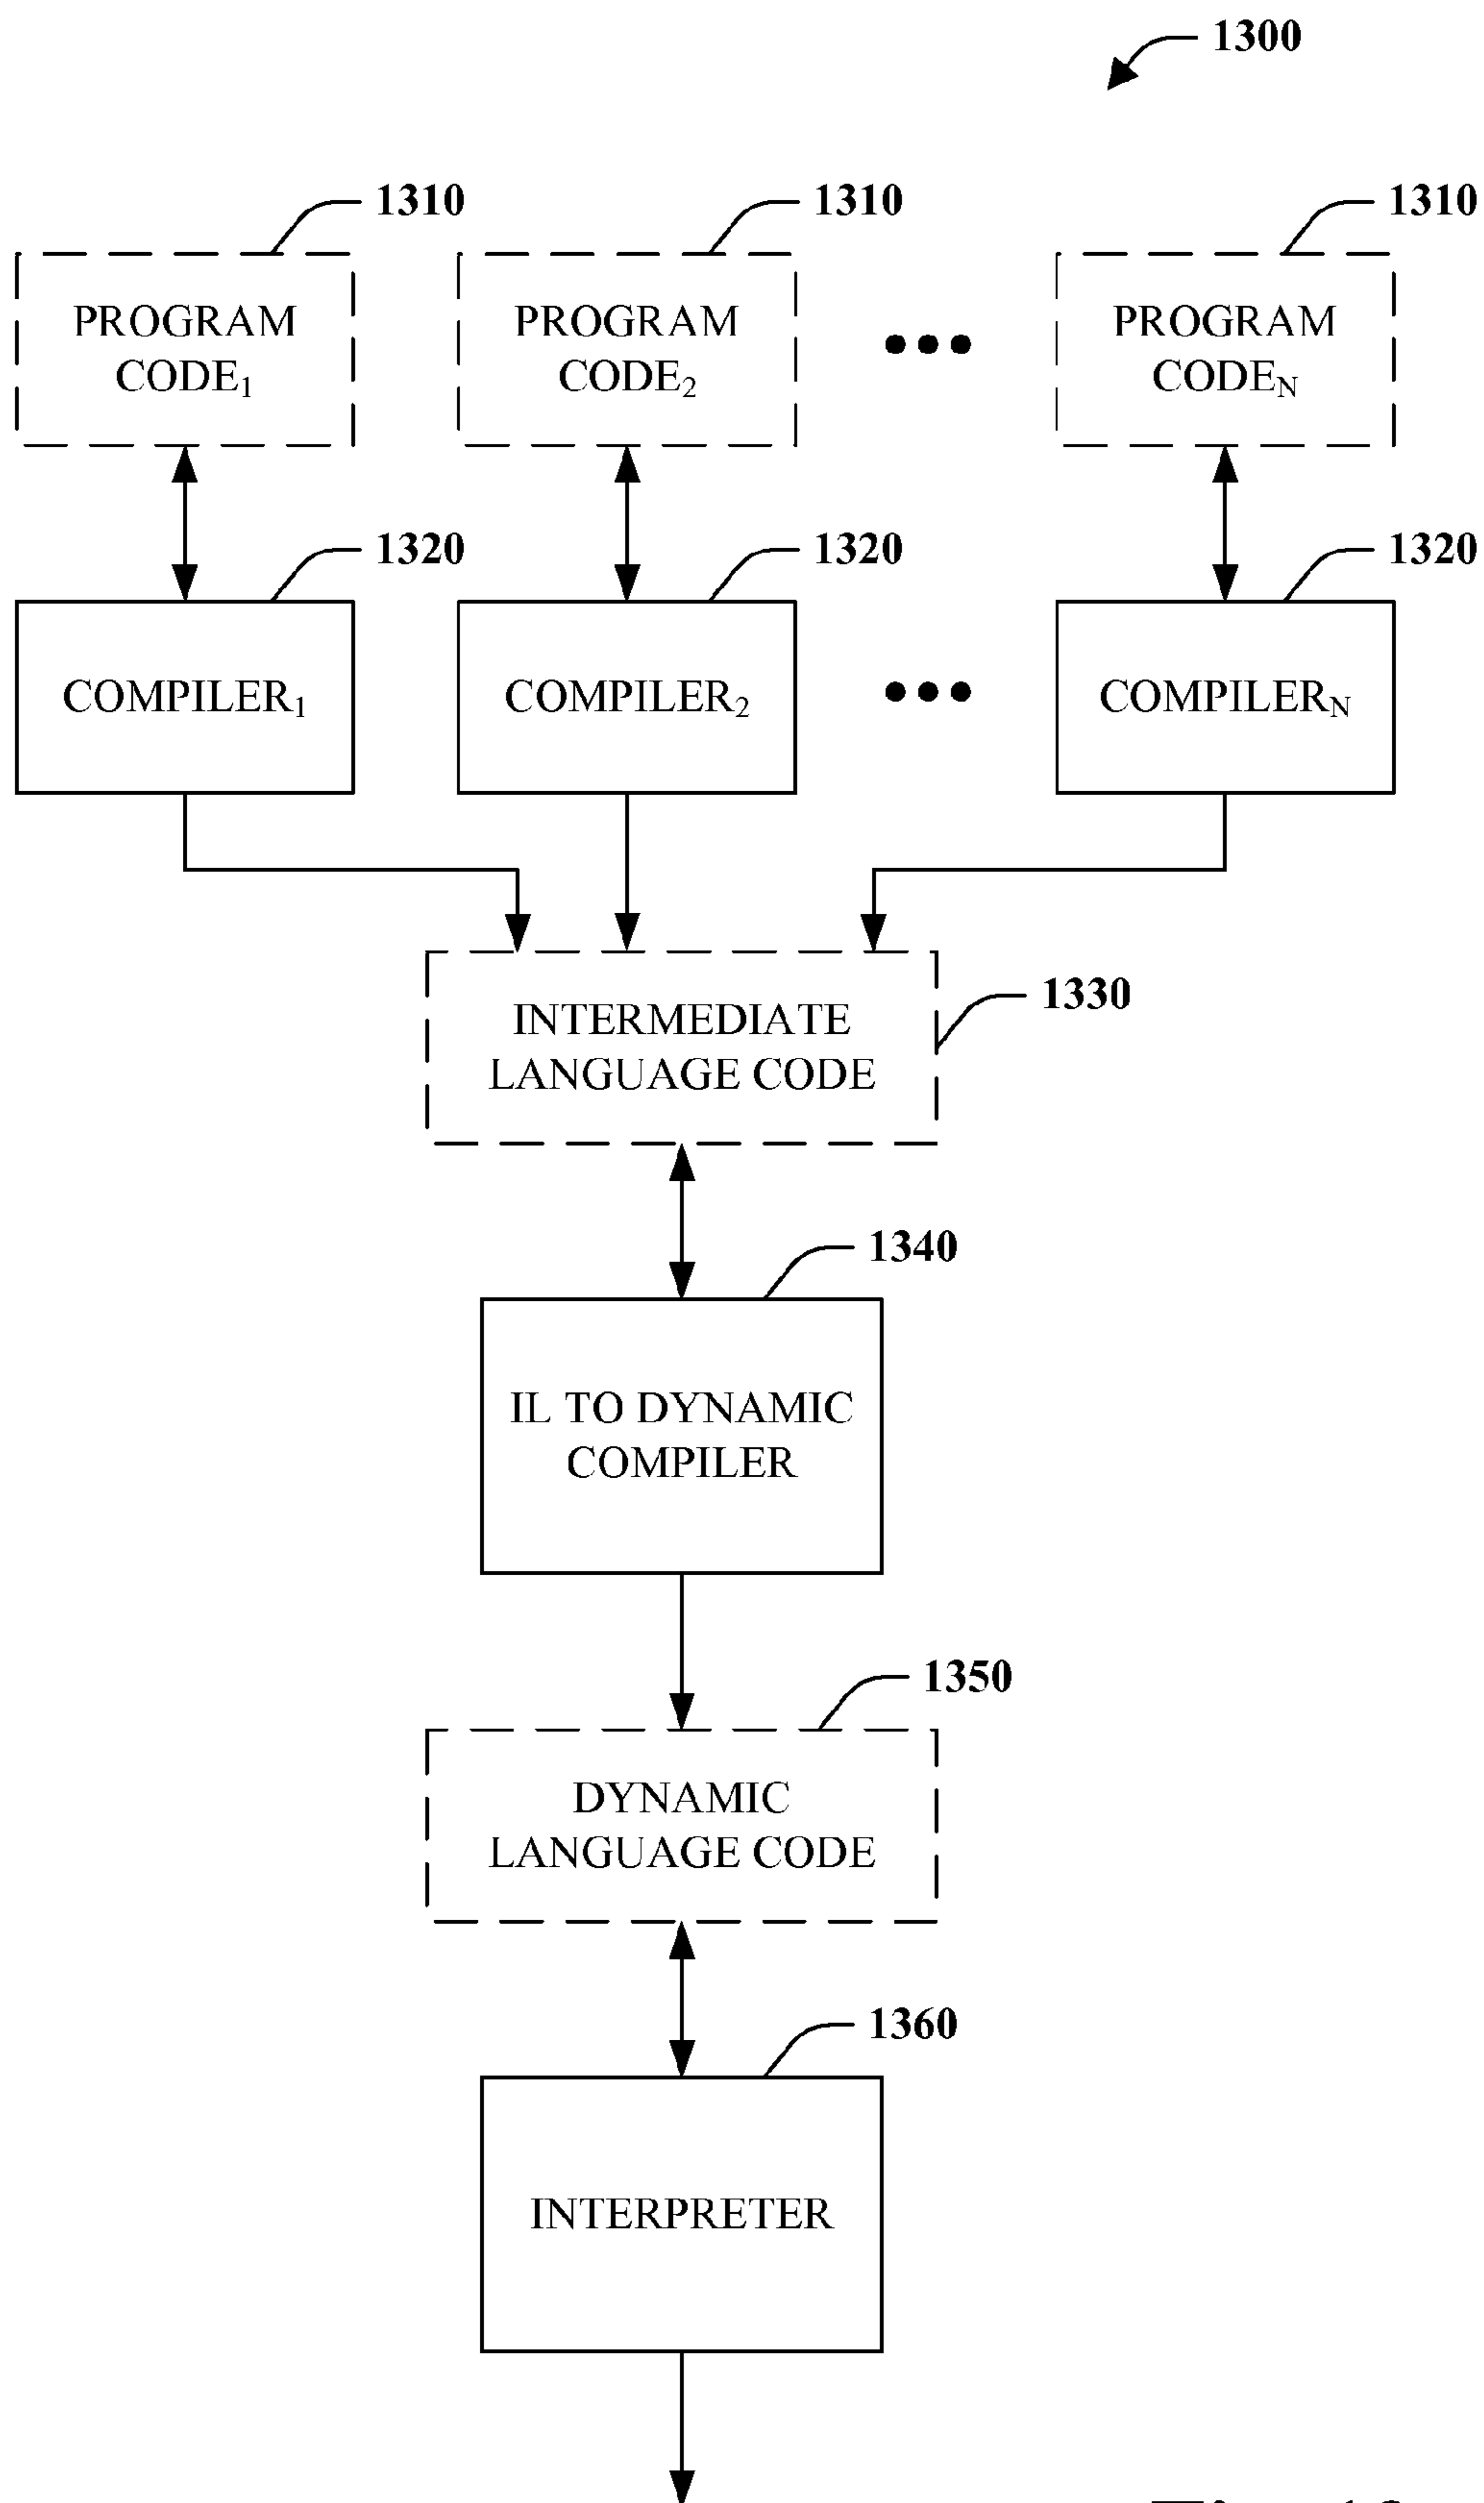 1300
1310 1310 1310
PROGRAM CODE₁
PROGRAM CODE₂
PROGRAM CODEₙ
1320 1320 1320
COMPILER₁ COMPILER₂ COMPILERₙ
INTERMEDIATE
LANGUAGE CODE
1330
1340
IL TO DYNAMIC
COMPILER
1350
DYNAMIC
LANGUAGE CODE
1360
INTERPRETER